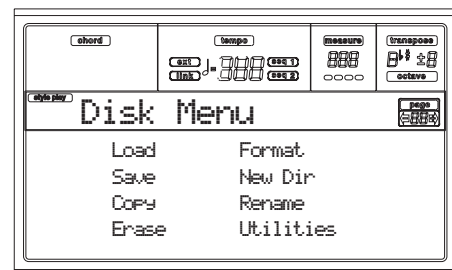 chord tempo measure transpose
ext seq 1
link seq 2
octave
style play
Disk Menu
page
Load Format
Save New Dir
Copy Rename
Erase Utilities